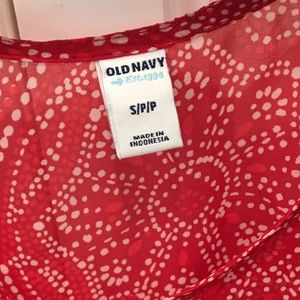 OLD NAVY
Est. 1994
S/P/P
MADE IN
INDONESIA